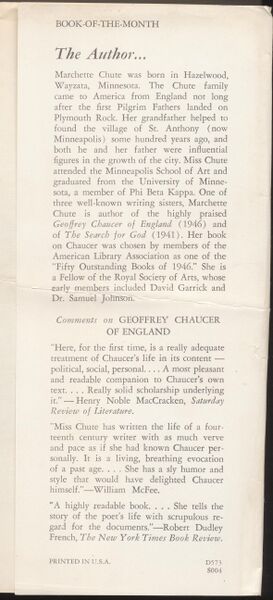 BOOK-OF-THE-MONTH
The Author...
Marchette Chute was born in Hazelwood,
Wayzata, Minnesota. The Chute family
came to America from England not long
after the first Pilgrim Fathers landed on
Plymouth Rock. Her grandfather helped to
found the village of St. Anthony (now
Minneapolis) some hundred years ago, and
both he and her father were influential
figures in the growth of the city. Miss Chute
attended the Minneapolis School of Art and
graduated from the University of Minne-
sota, a member of Phi Beta Kappa. One of
three well-known writing sisters, Marchette
Chute is author of the highly praised
Geoffrey Chaucer of England (1946) and
of The Search for God (1941). Her book
on Chaucer was chosen by members of the
American Library Association as one of the
"Fifty Outstanding Books of 1946." She is
a Fellow of the Royal Society of Arts, whose
early members included David Garrick and
Dr. Samuel Johnson.
Comments on GEOFFREY CHAUCER
OF ENGLAND
"Here, for the first time, is a really adequate
treatment of Chaucer's life in its content —
political, social, personal. . . . A most pleasant
and readable companion to Chaucer's own
text. . . . Really solid scholarship underlying
it." — Henry Noble MacCracken, Saturday
Review of Literature.
"Miss Chute has written the life of a four-
teenth century writer with as much verve
and pace as if she had known Chaucer per-
sonally. It is a living, breathing evocation
of a past age. . . . She has a sly humor and
style that would have delighted Chaucer
himself."—William McFee.
"A highly readable book. . . . She tells the
story of the poet's life with scrupulous re-
gard for the documents."—Robert Dudley
French, The New York Times Book Review.
PRINTED IN U.S.A.
D573
S004